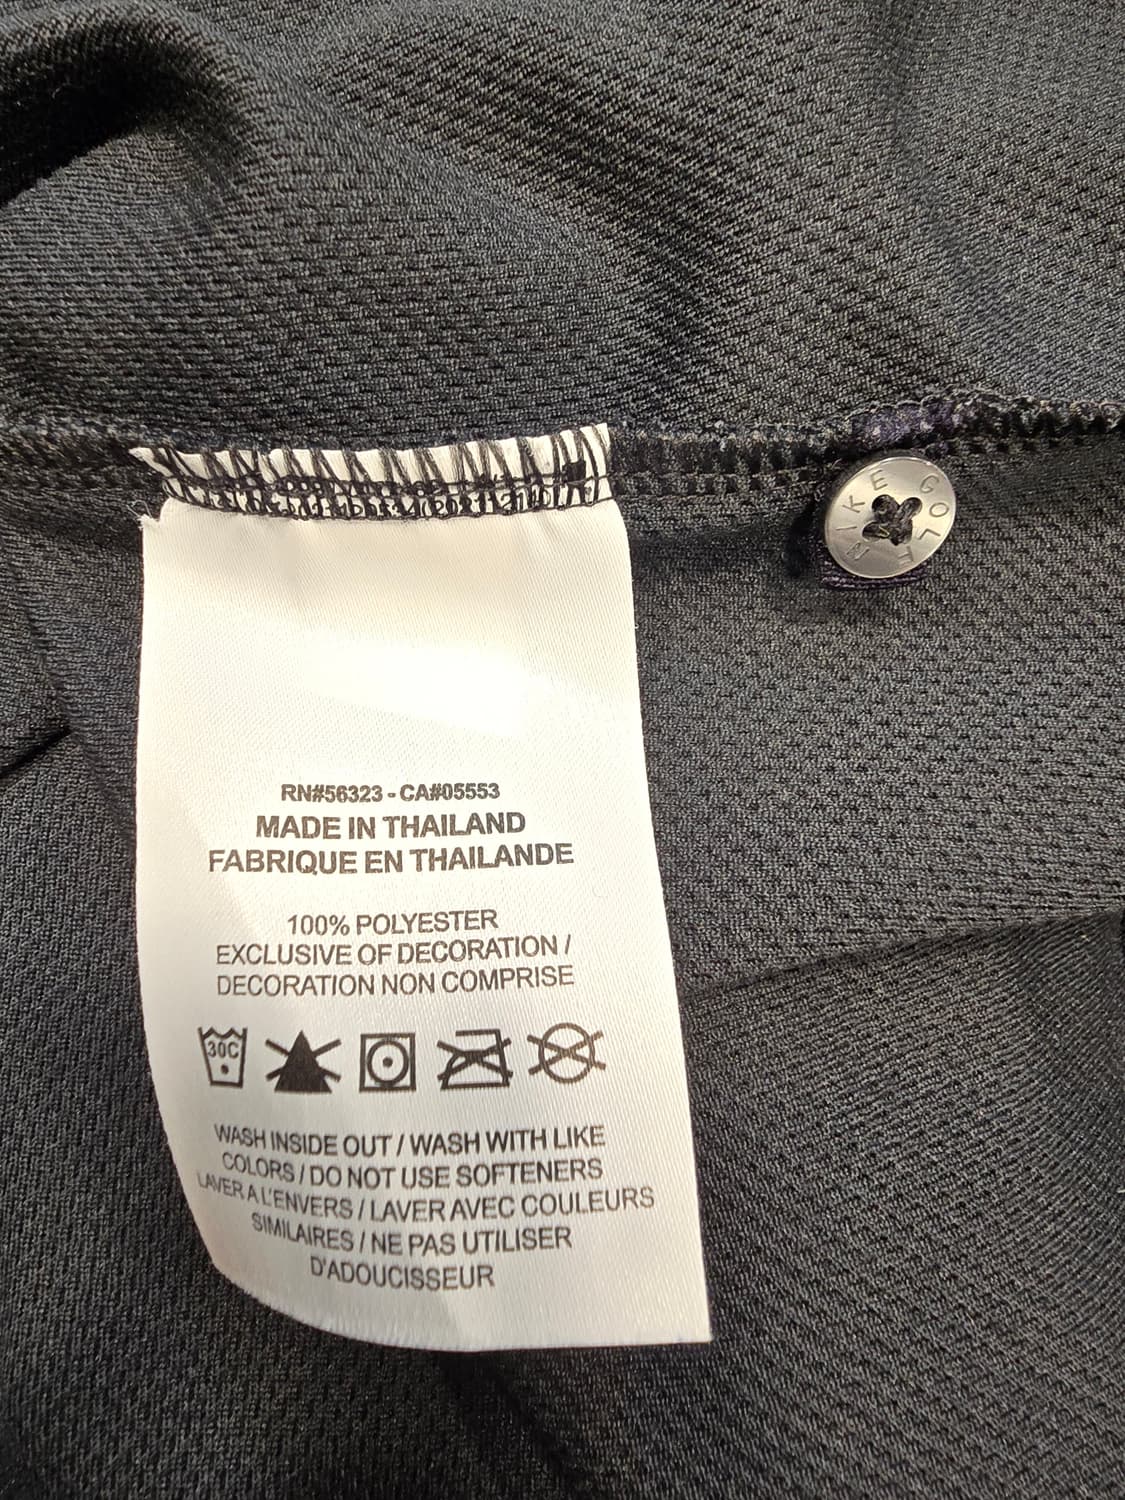 NIKE GOLF
RN#56323 - CA#05553
MADE IN THAILAND
FABRIQUE EN THAILANDE
100% POLYESTER
EXCLUSIVE OF DECORATION /
DECORATION NON COMPRISE
30C
WASH INSIDE OUT / WASH WITH LIKE
COLORS / DO NOT USE SOFTENERS
LAVER A L'ENVERS / LAVER AVEC COULEURS
SIMILAIRES / NE PAS UTILISER
D'ADOUCISSEUR